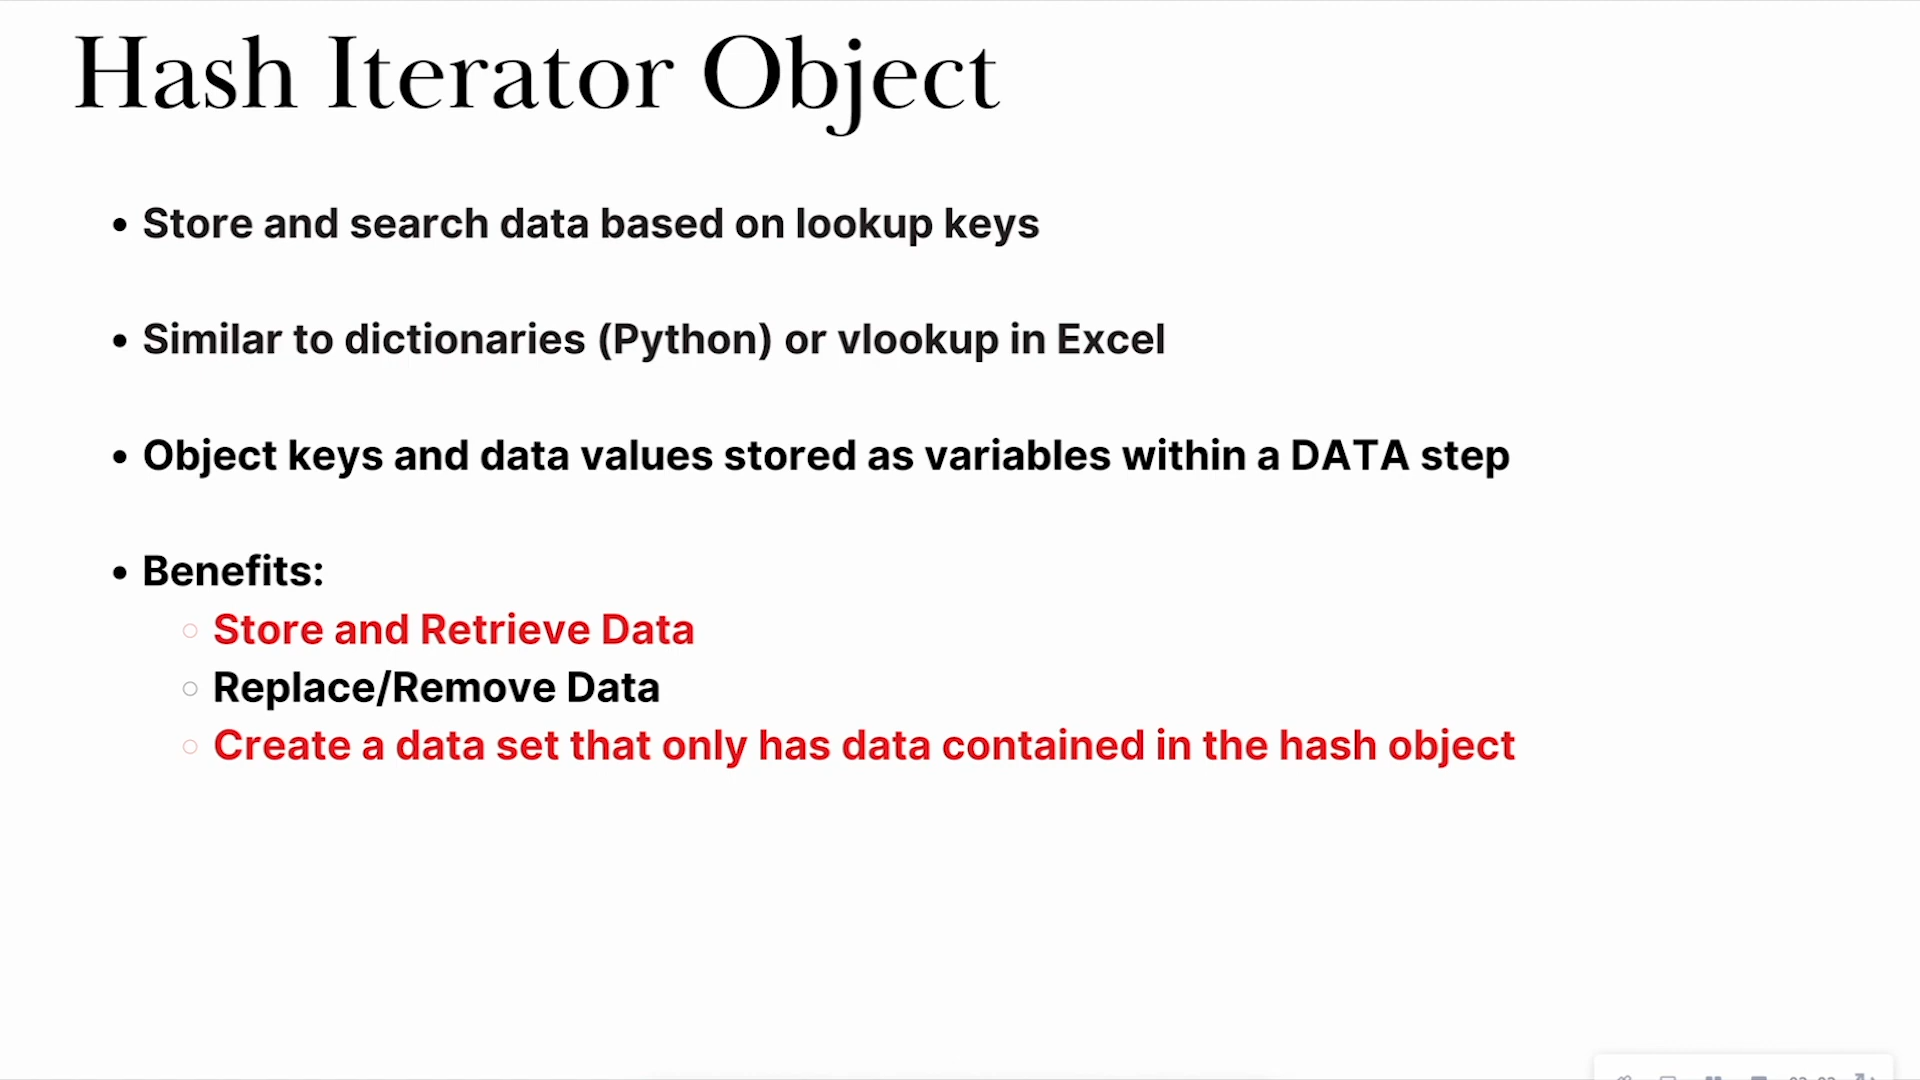 Hash Iterator Object
• Store and search data based on lookup keys
• Similar to dictionaries (Python) or vlookup in Excel
• Object keys and data values stored as variables within a DATA step
• Benefits:
○ Store and Retrieve Data
○ Replace/Remove Data
○ Create a data set that only has data contained in the hash object